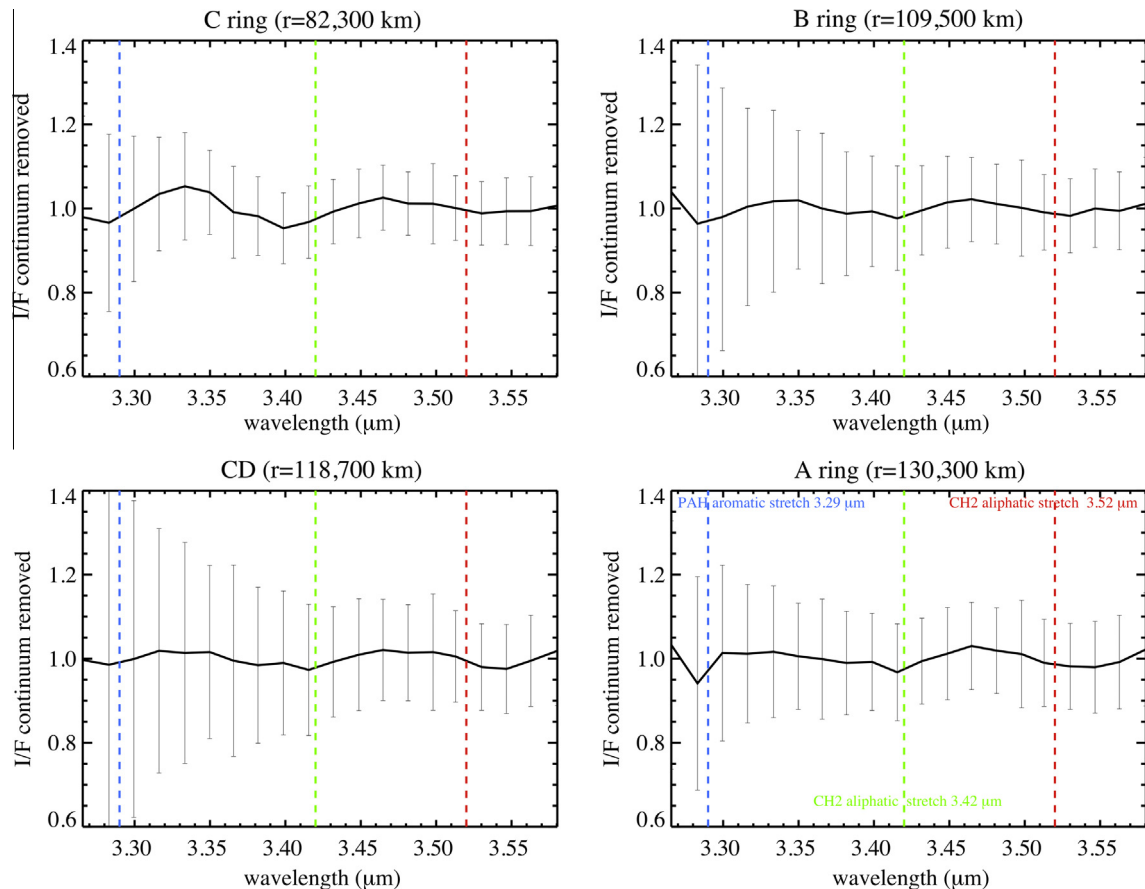 C ring (r=82,300 km)
1.4
1.2
1.0
0.8
0.6
I/F continuum removed
3.30 3.35 3.40 3.45 3.50 3.55
wavelength (μm)
B ring (r=109,500 km)
1.4
1.2
1.0
0.8
0.6
I/F continuum removed
3.30 3.35 3.40 3.45 3.50 3.55
wavelength (μm)
CD (r=118,700 km)
1.4
1.2
1.0
0.8
0.6
I/F continuum removed
3.30 3.35 3.40 3.45 3.50 3.55
wavelength (μm)
A ring (r=130,300 km)
1.4
1.2
1.0
0.8
0.6
I/F continuum removed
PAH aromatic stretch 3.29 μm
CH2 aliphatic stretch 3.52 μm
CH2 aliphatic stretch 3.42 μm
3.30 3.35 3.40 3.45 3.50 3.55
wavelength (μm)